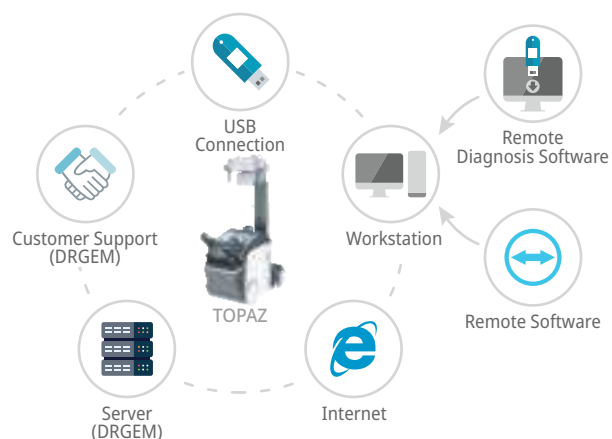 USB
Connection
Remote
Diagnosis Software
Customer Support
(DRGEM)
Workstation
TOPAZ
Remote Software
Server
(DRGEM)
Internet